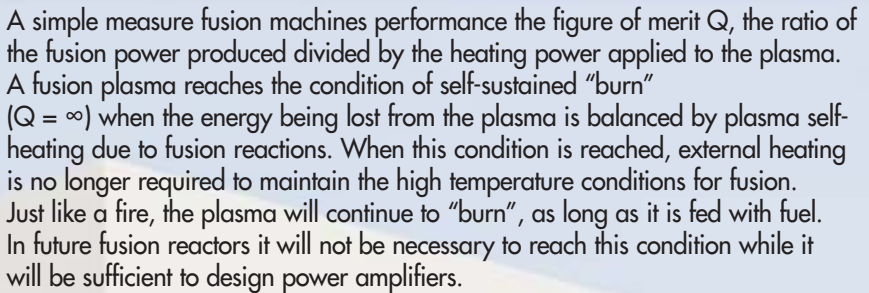 A simple measure fusion machines performance the figure of merit Q, the ratio of
the fusion power produced divided by the heating power applied to the plasma.
A fusion plasma reaches the condition of self-sustained “burn”
(Q = ∞) when the energy being lost from the plasma is balanced by plasma self-
heating due to fusion reactions. When this condition is reached, external heating
is no longer required to maintain the high temperature conditions for fusion.
Just like a fire, the plasma will continue to “burn”, as long as it is fed with fuel.
In future fusion reactors it will not be necessary to reach this condition while it
will be sufficient to design power amplifiers.